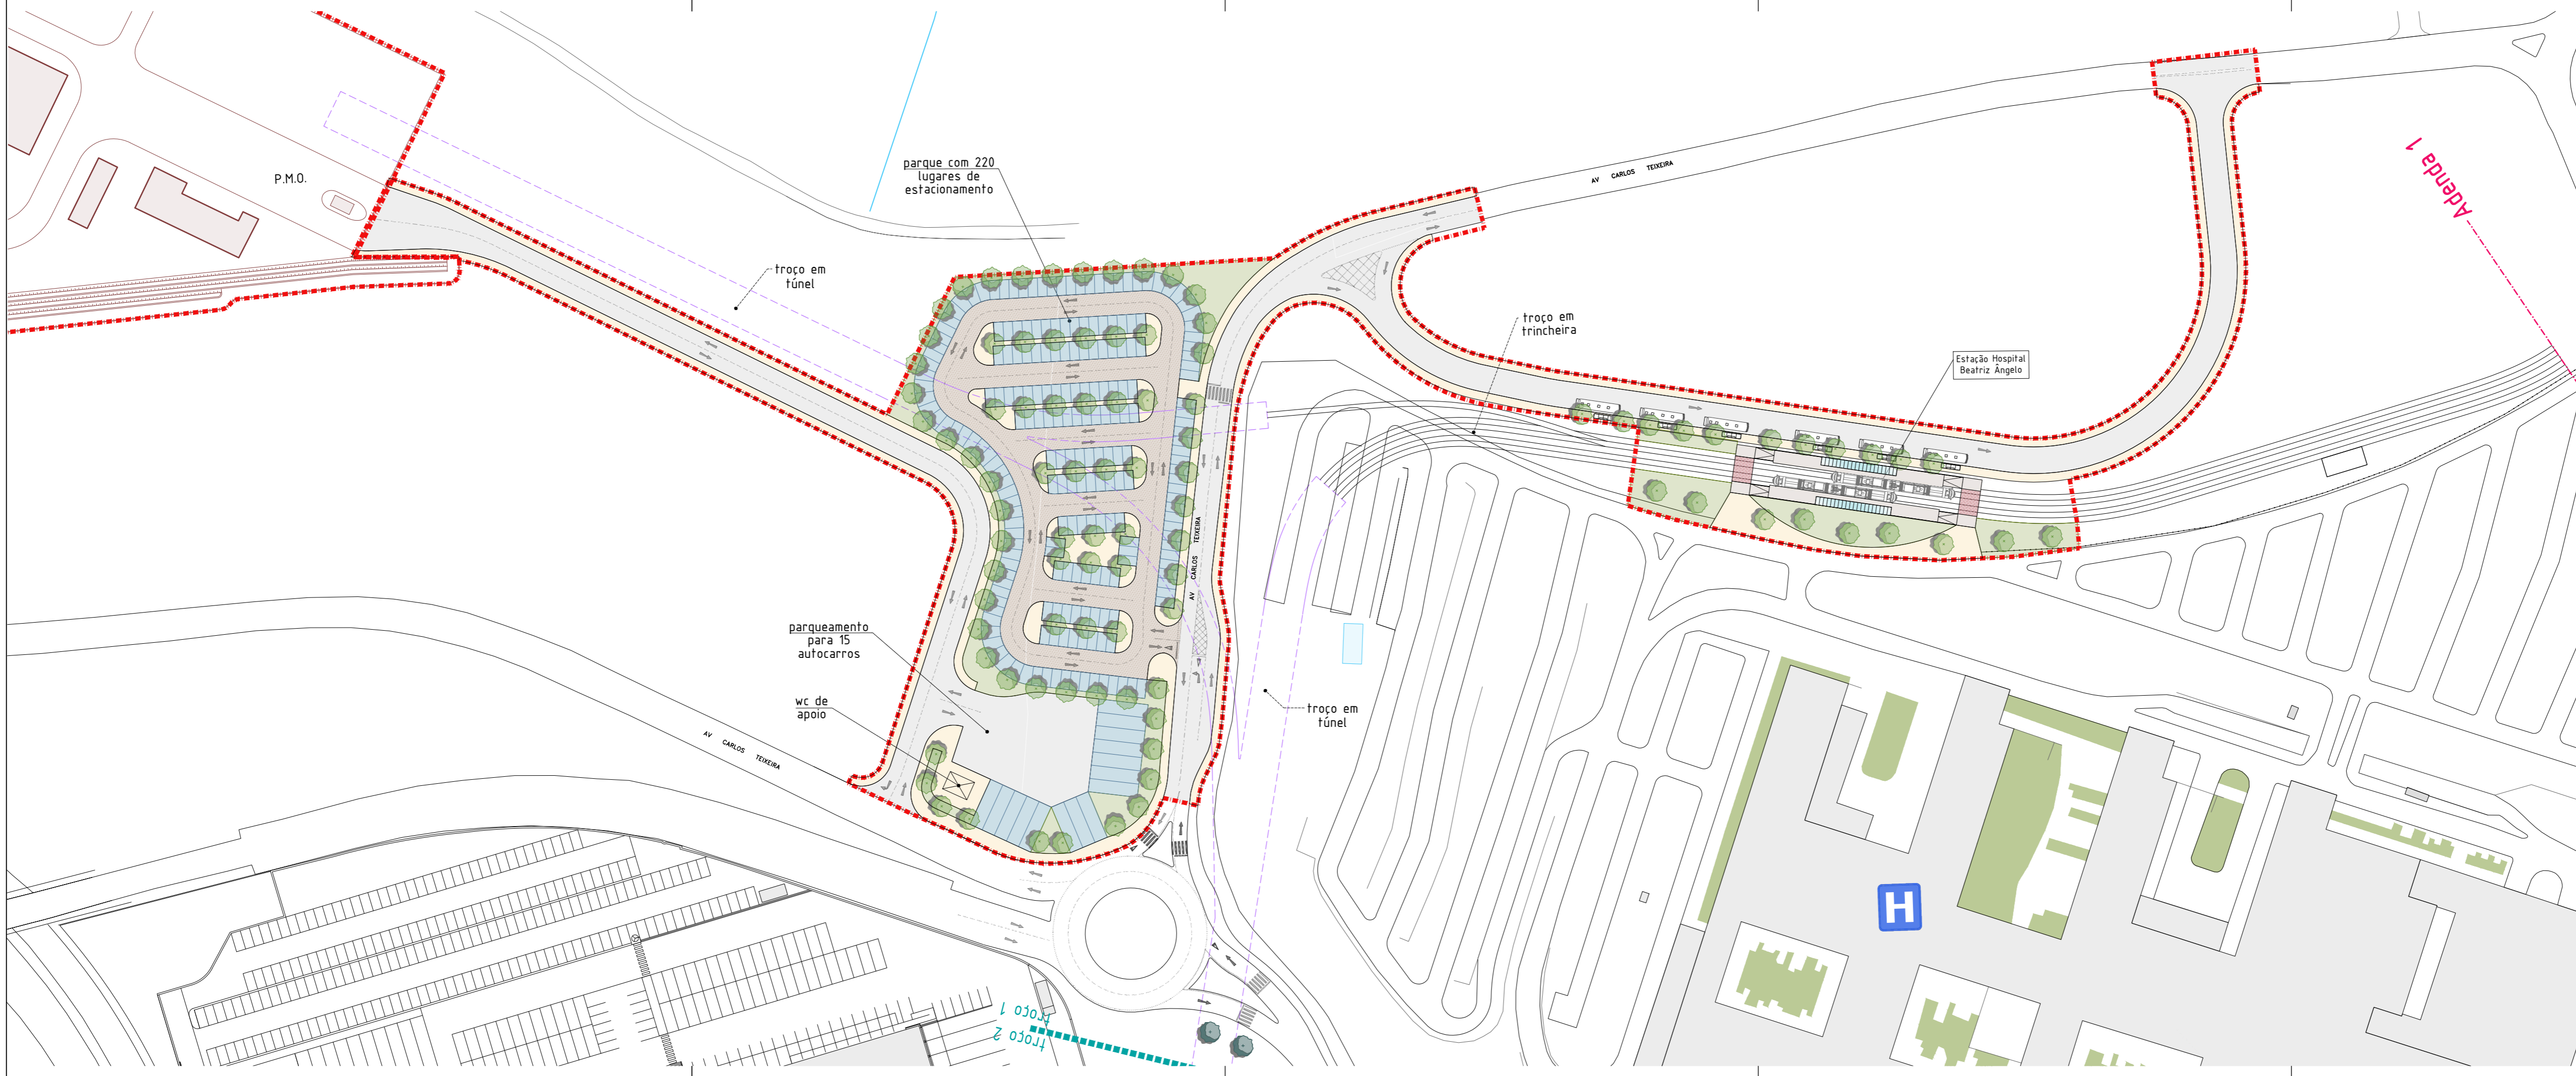 P.M.O.
parque com 220
lugares de
estacionamento
troço em
túnel
AV CARLOS TEIXEIRA
Adenda 1
troço em
trincheira
Estação Hospital
Beatriz Ângelo
AV CARLOS TEIXEIRA
parqueamento
para 15
autocarros
wc de
apoio
troço em
túnel
AV CARLOS TEIXEIRA
H
troço 1
troço 2